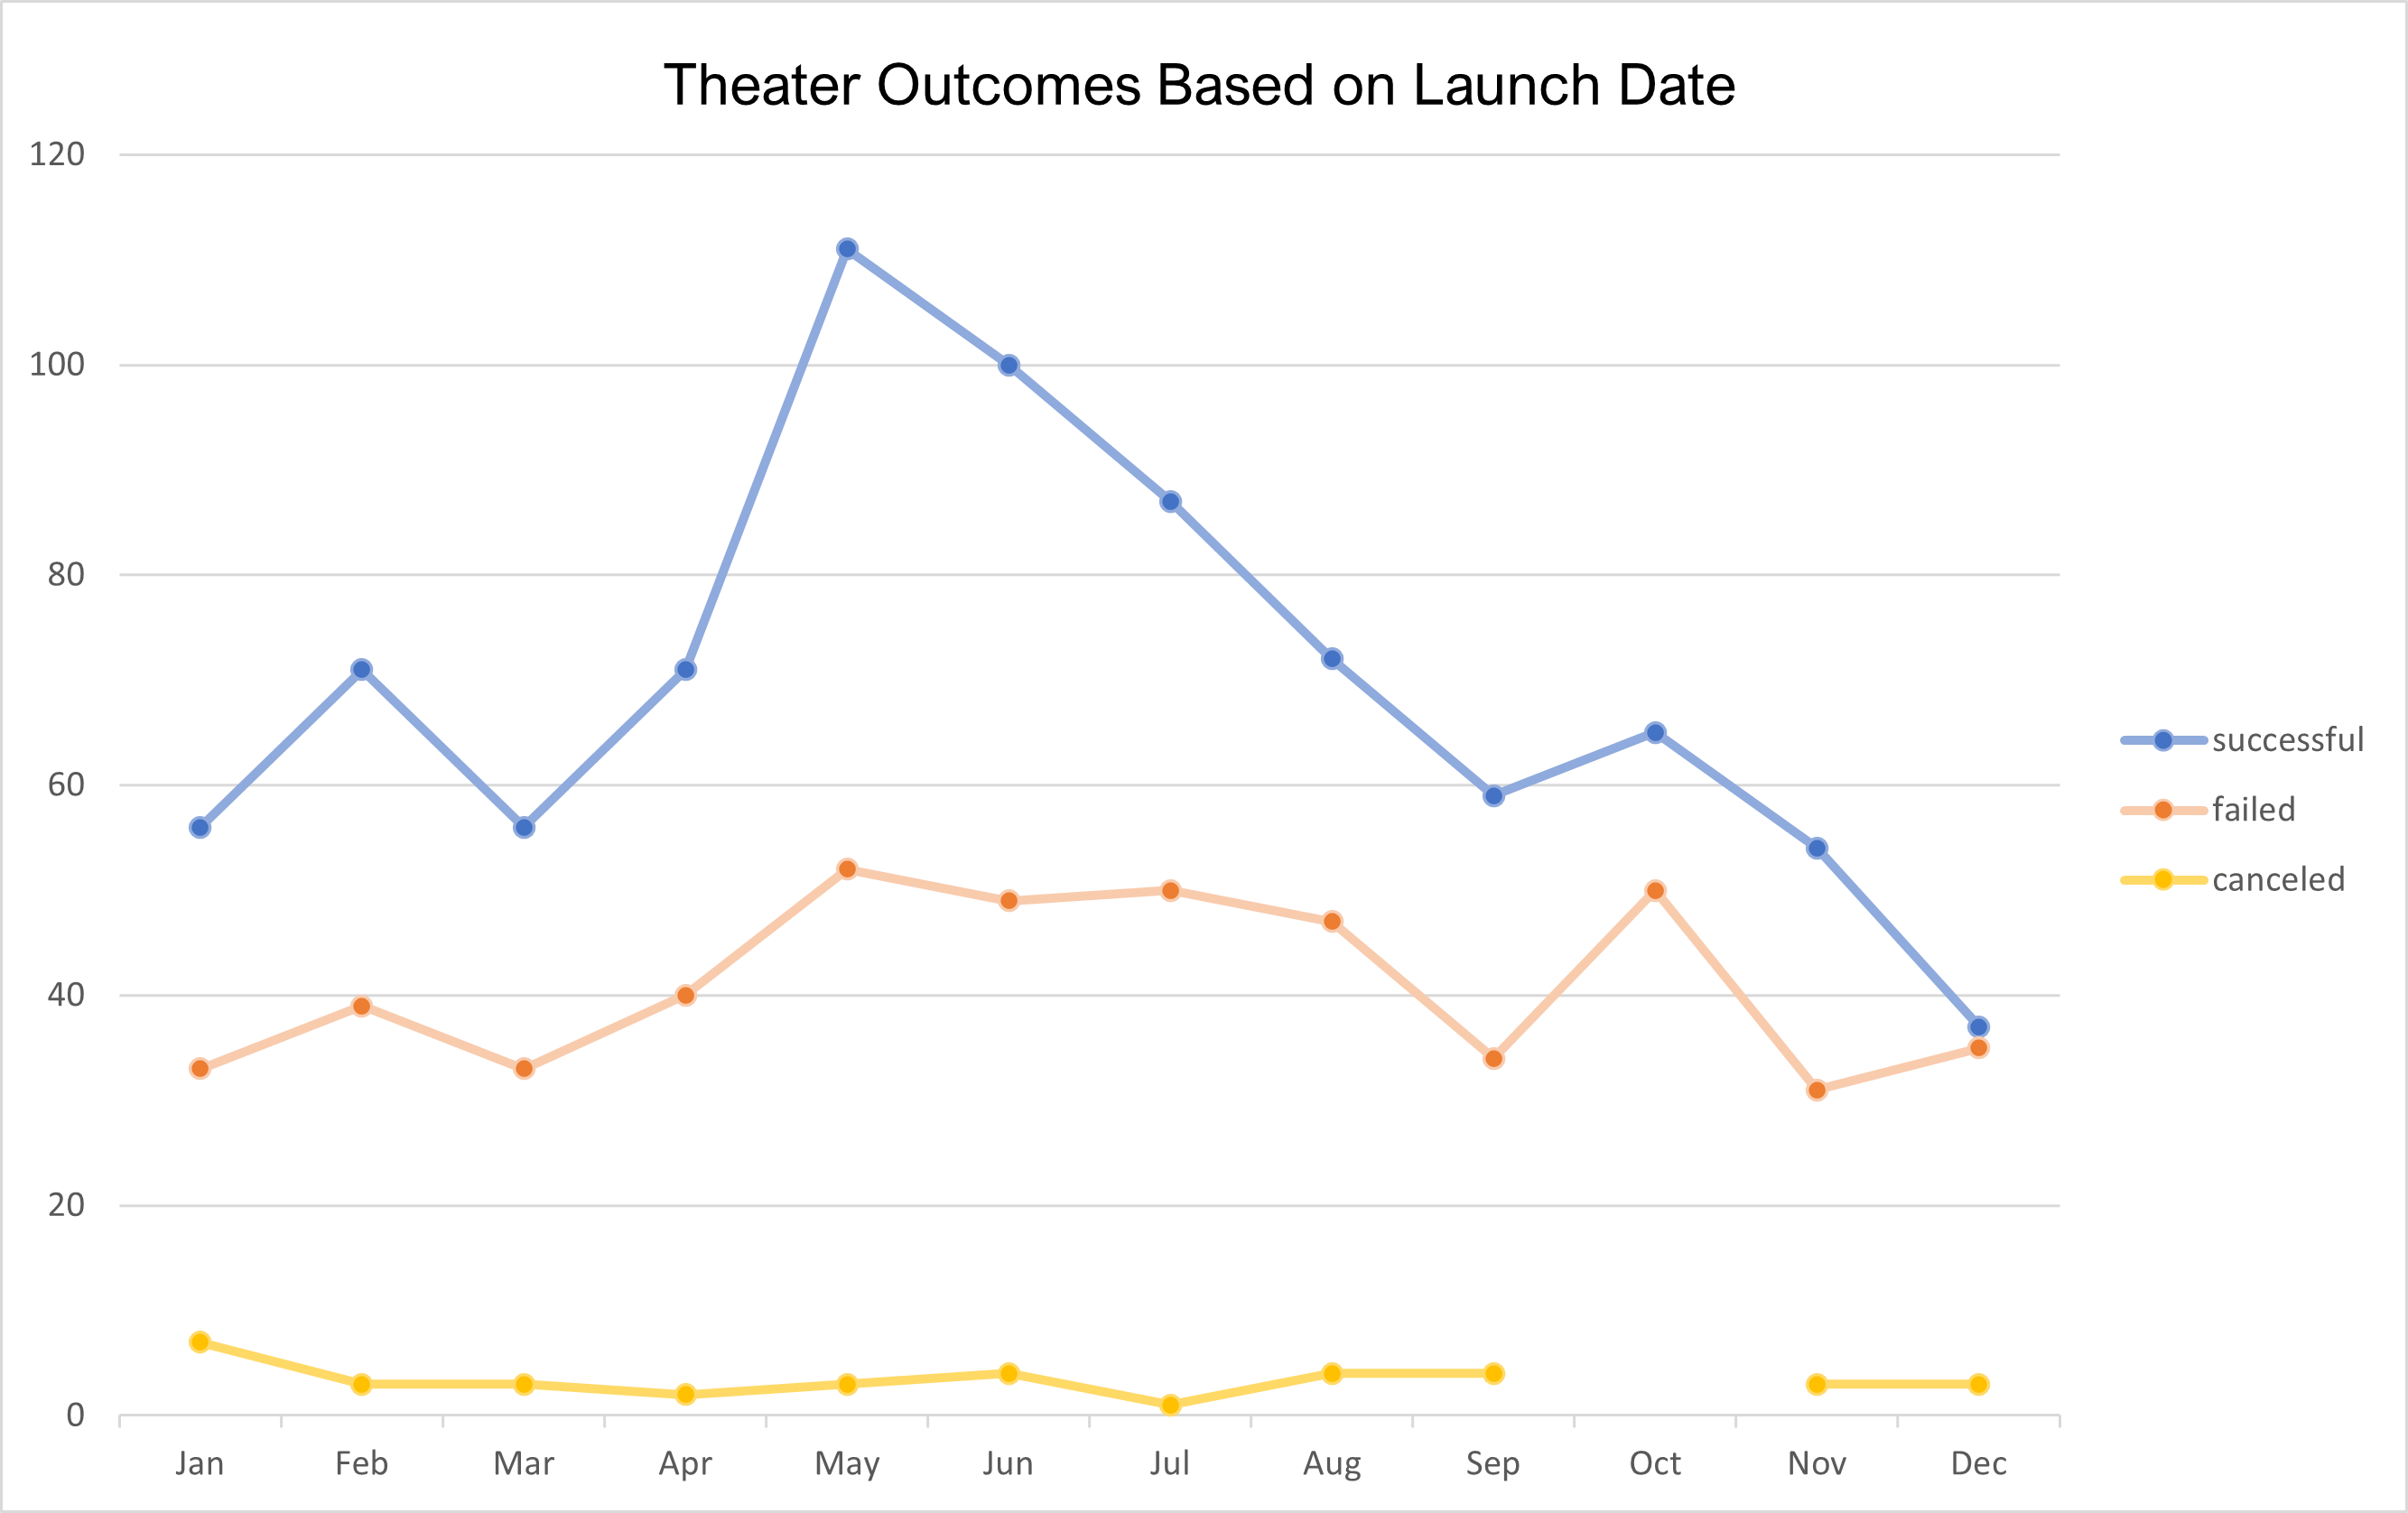 Theater Outcomes Based on Launch Date
120
100
80
60
40
20
0
Jan Feb Mar Apr May Jun Jul Aug Sep Oct Nov Dec
successful
failed
canceled